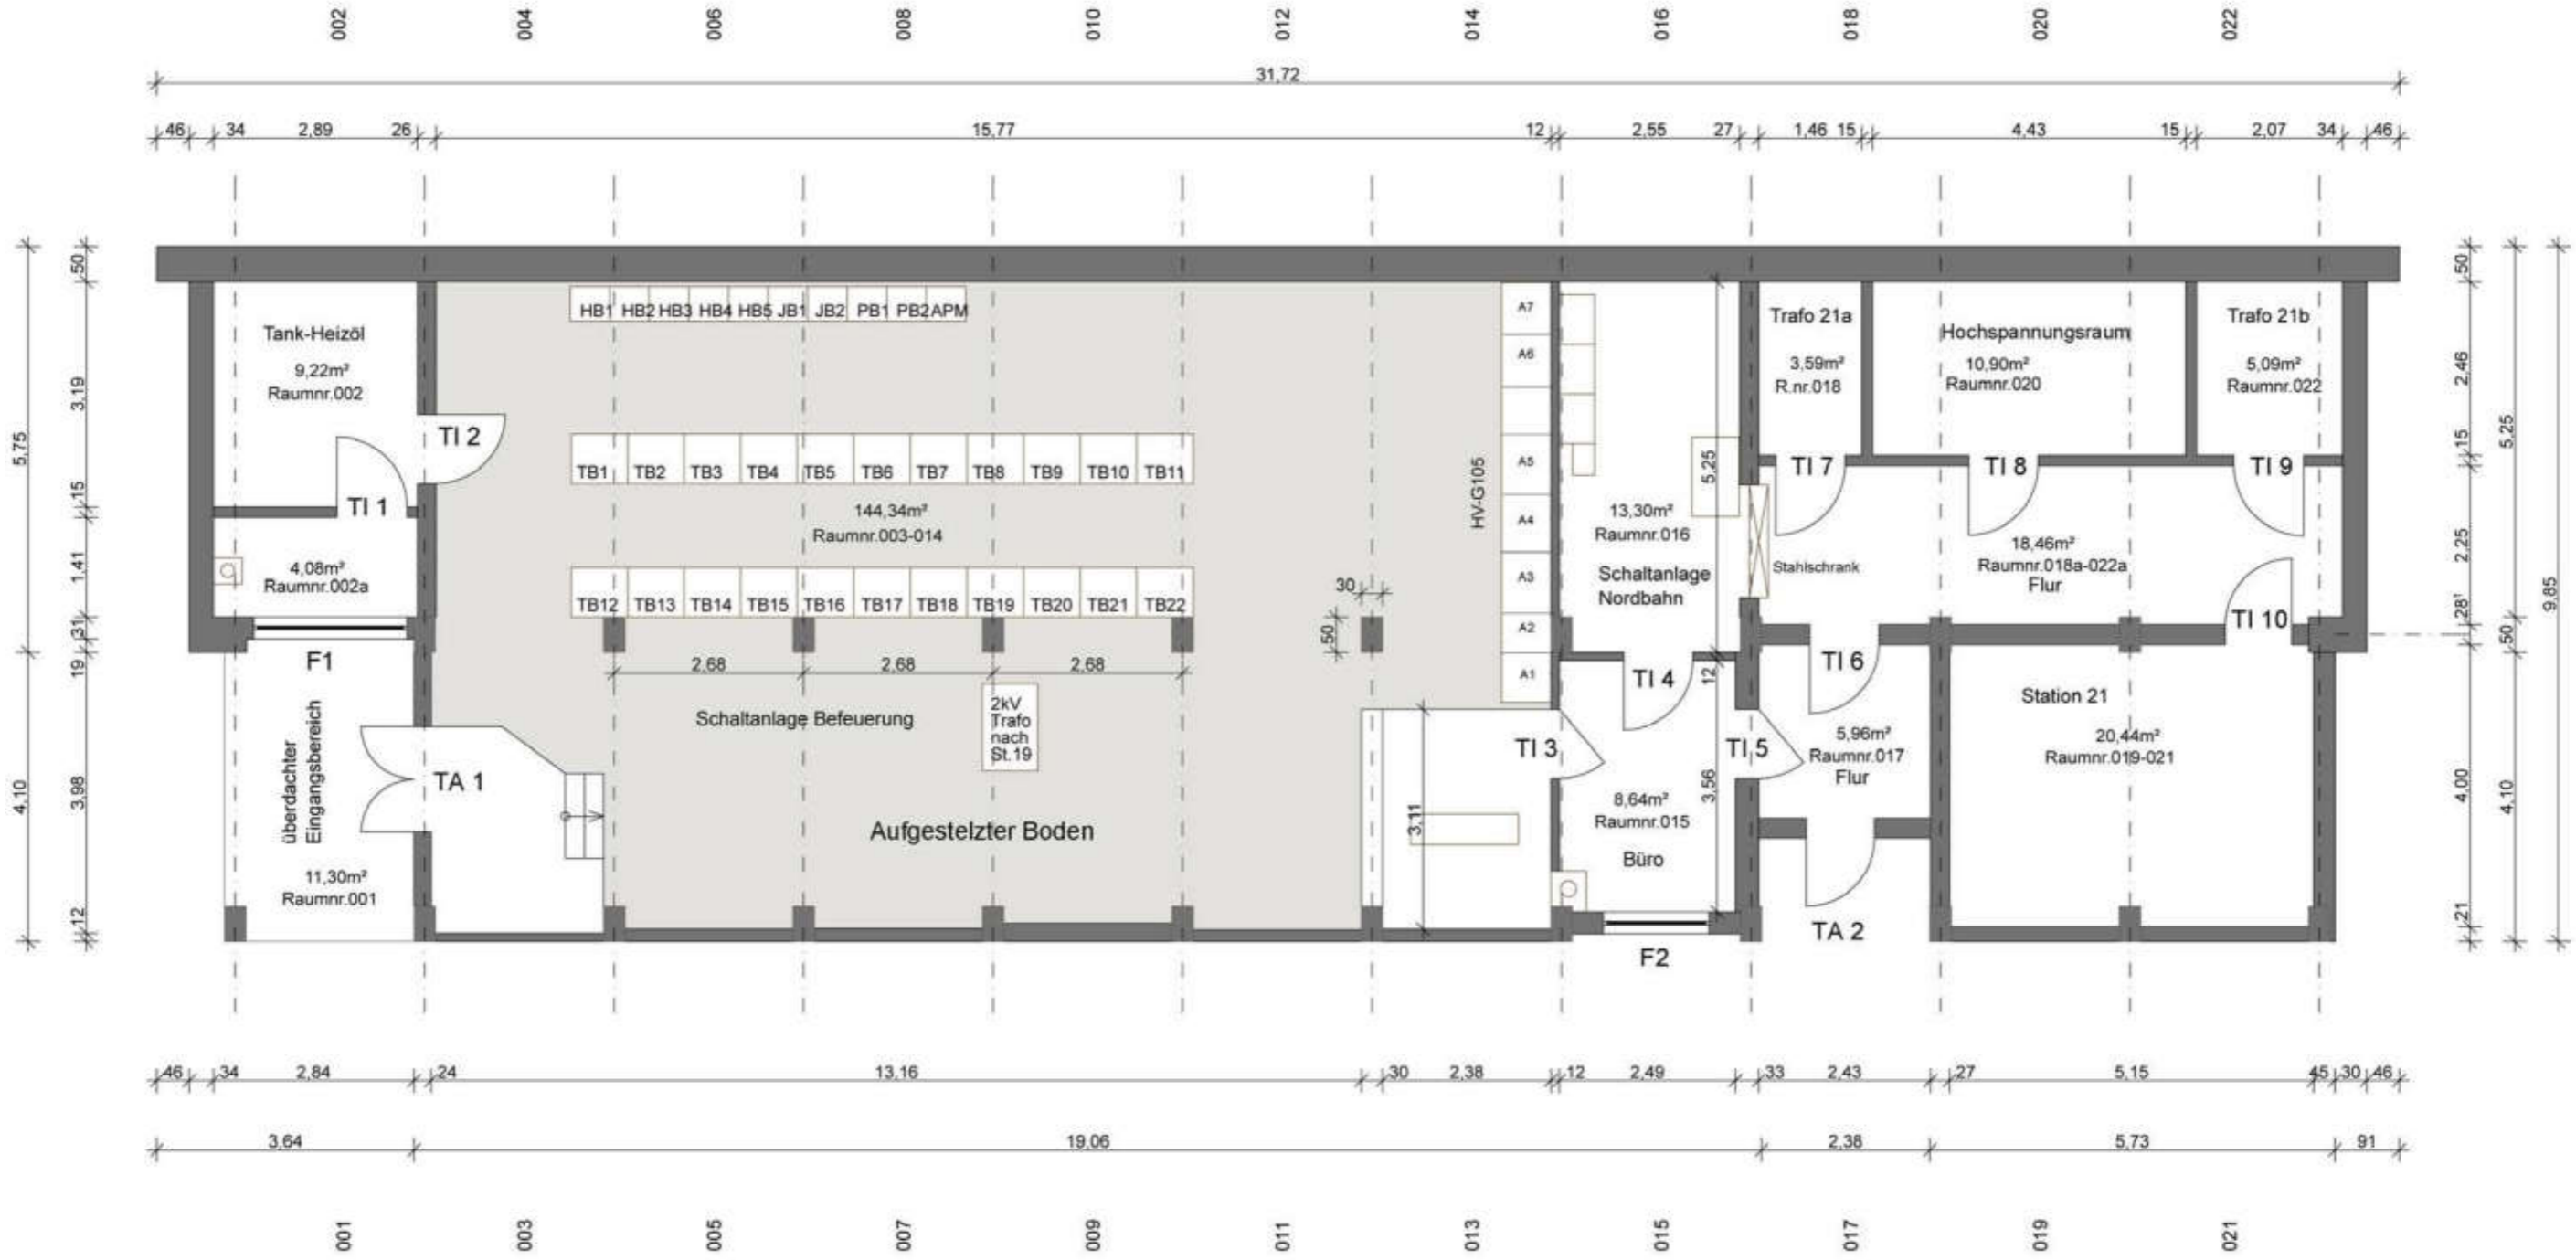 002 004 006 008 010 012 014 016 018 020 022
31,72
46 34 2,89 26 15,77 12 2,55 27 1,46 15 4,43 15 2,07 34 46
5,75
4,10
50
3,19
15
1,41
31
19
3,98
12
Tank-Heizöl
9,22m²
Raumnr.002
TI 1
TI 2
4,08m²
Raumnr.002a
F1
überdachter
Eingangsbereich
11,30m²
Raumnr.001
TA 1
HB1 HB2 HB3 HB4 HB5 JB1 JB2 PB1 PB2 APM
TB1 TB2 TB3 TB4 TB5 TB6 TB7 TB8 TB9 TB10 TB11
144,34m²
Raumnr.003-014
TB12 TB13 TB14 TB15 TB16 TB17 TB18 TB19 TB20 TB21 TB22
30
50
2,68 2,68 2,68
Schaltanlage Befeuerung
2kV
Trafo
nach
St.19
Aufgestelzter Boden
HV-G105
A7
A6
A5
A4
A3
A2
A1
3,11
TI 3
5,25
13,30m²
Raumnr.016
Schaltanlage
Nordbahn
TI 4
12
3,56
8,64m²
Raumnr.015
Büro
F2
TI 5
Trafo 21a
3,59m²
R.nr.018
TI 7
Hochspannungsraum
10,90m²
Raumnr.020
TI 8
Trafo 21b
5,09m²
Raumnr.022
TI 9
Stahlschrank
18,46m²
Raumnr.018a-022a
Flur
TI 10
TI 6
5,96m²
Raumnr.017
Flur
TA 2
Station 21
20,44m²
Raumnr.019-021
50
2,46
15
2,25
28¹
4,00
21
5,25
50
4,10
9,85
46 34 2,84 24 13,16 30 2,38 12 2,49 33 2,43 27 5,15 45 30 46
3,64 19,06 2,38 5,73 91
001 003 005 007 009 011 013 015 017 019 021